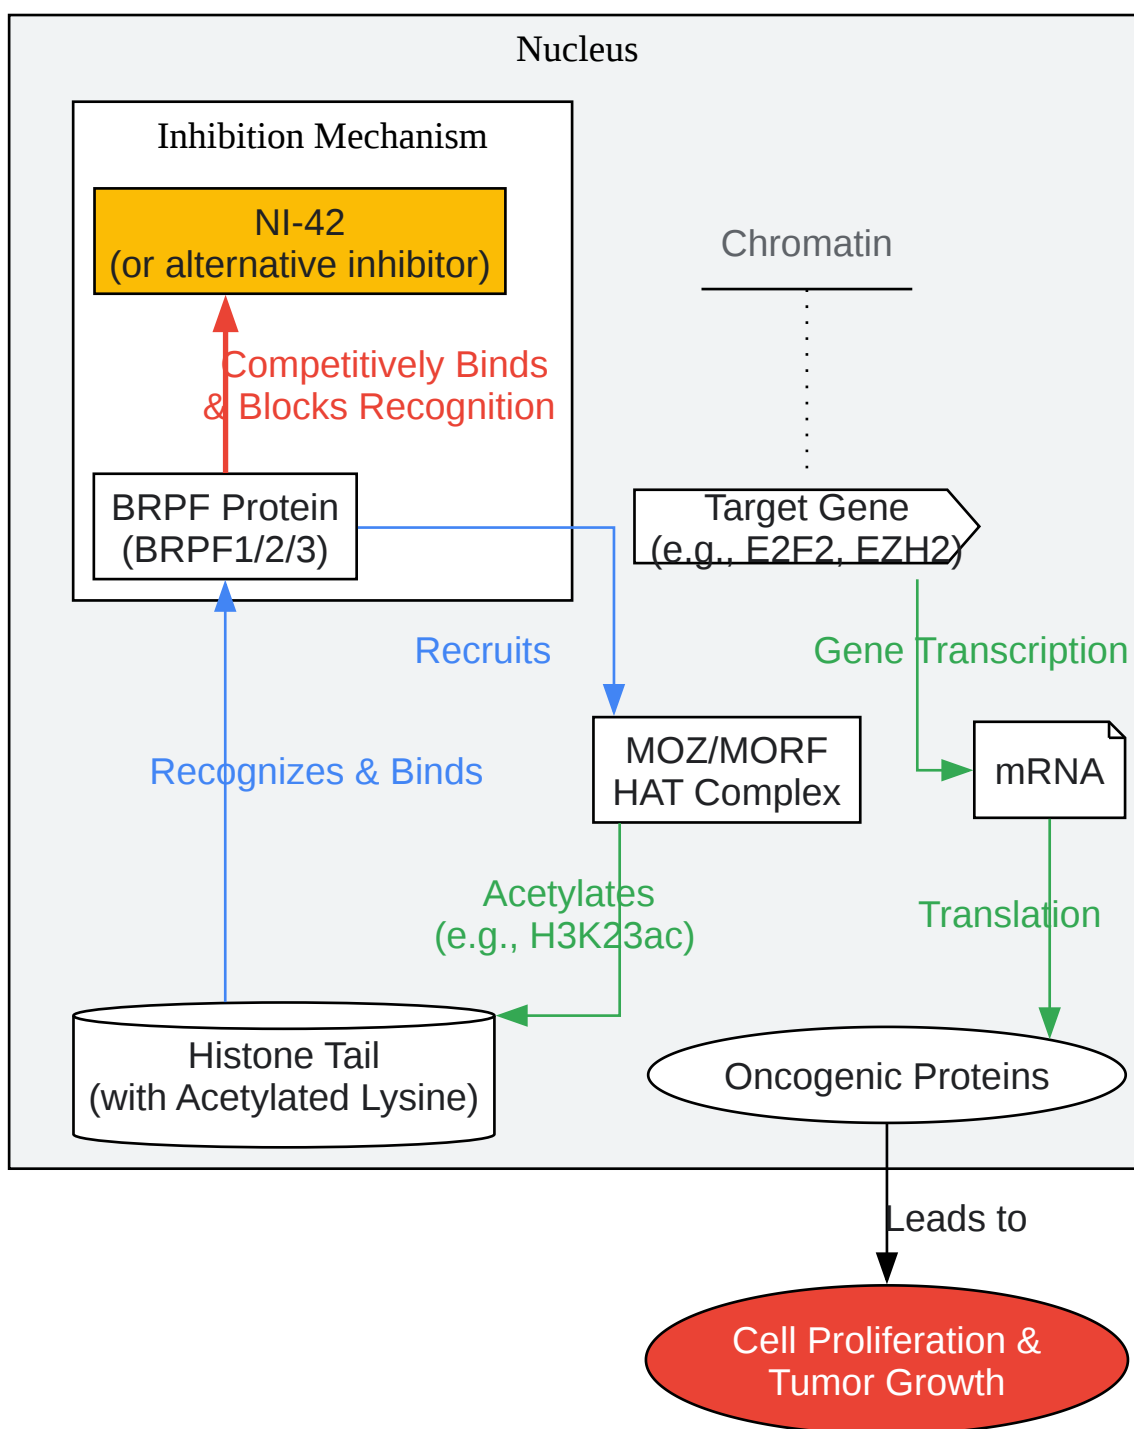 Nucleus
Inhibition Mechanism
NI-42
(or alternative inhibitor)
Chromatin
Competitively Binds
& Blocks Recognition
BRPF Protein
(BRPF1/2/3)
Target Gene
(e.g., E2F2, EZH2)
Recruits
Gene Transcription
Recognizes & Binds
MOZ/MORF
HAT Complex
mRNA
Acetylates
(e.g., H3K23ac)
Translation
Histone Tail
(with Acetylated Lysine)
Oncogenic Proteins
Leads to
Cell Proliferation &
Tumor Growth